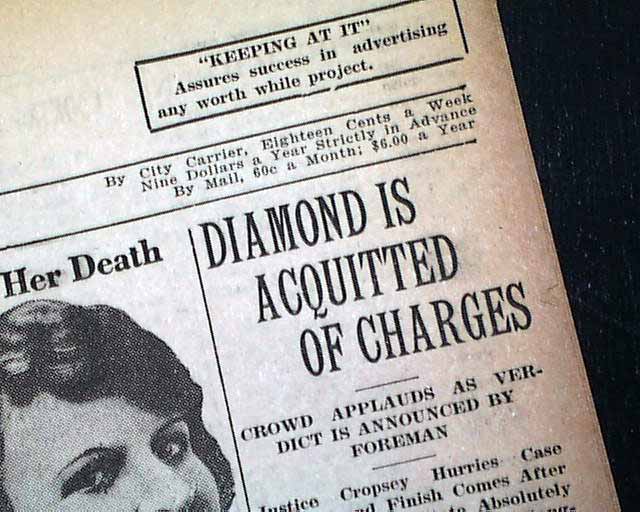 "KEEPING AT IT"
Assures success in advertising
any worth while project.
By City Carrier, Eighteen Cents a Week
Nine Dollars a Year Strictly in Advance
By Mail, 60c a Month; $6.00 a Year
Her Death
DIAMOND IS
ACQUITTED
OF CHARGES
CROWD APPLAUDS AS VER-
DICT IS ANNOUNCED BY
FOREMAN
Justice Cropsey Hurries Case
and Finish Comes After
to Absolutely